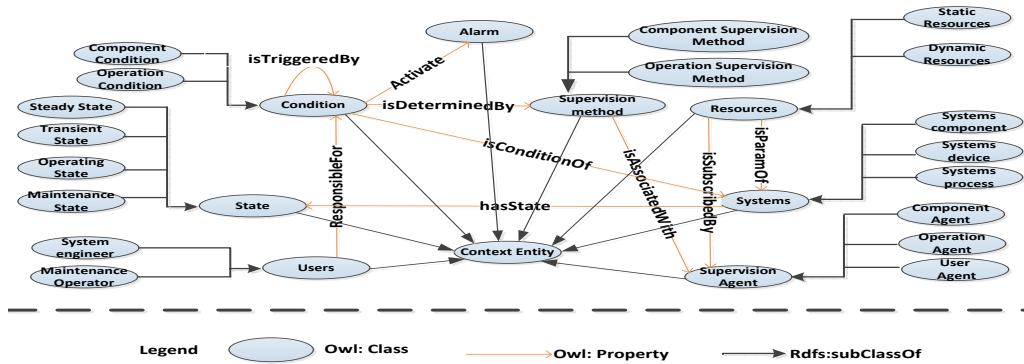 Alarm
Component
Condition
Operation
Condition
isTriggeredBy
Activate
Condition
isDeterminedBy
Component Supervision
Method
Operation Supervision
Method
Supervision
method
Static
Resources
Dynamic
Resources
Resources
Steady State
Transient
State
Operating
State
Maintenance
State
State
ResponsibleFor
isConditionOf
isAssociatedWith
isSubscribedBy
isParamOf
hasState
Systems
Systems
component
Systems
device
Systems
process
System
engineer
Maintenance
Operator
Users
Context Entity
Supervision
Agent
Component
Agent
Operation
Agent
User
Agent
Legend
Owl: Class
Owl: Property
Rdfs:subClassOf